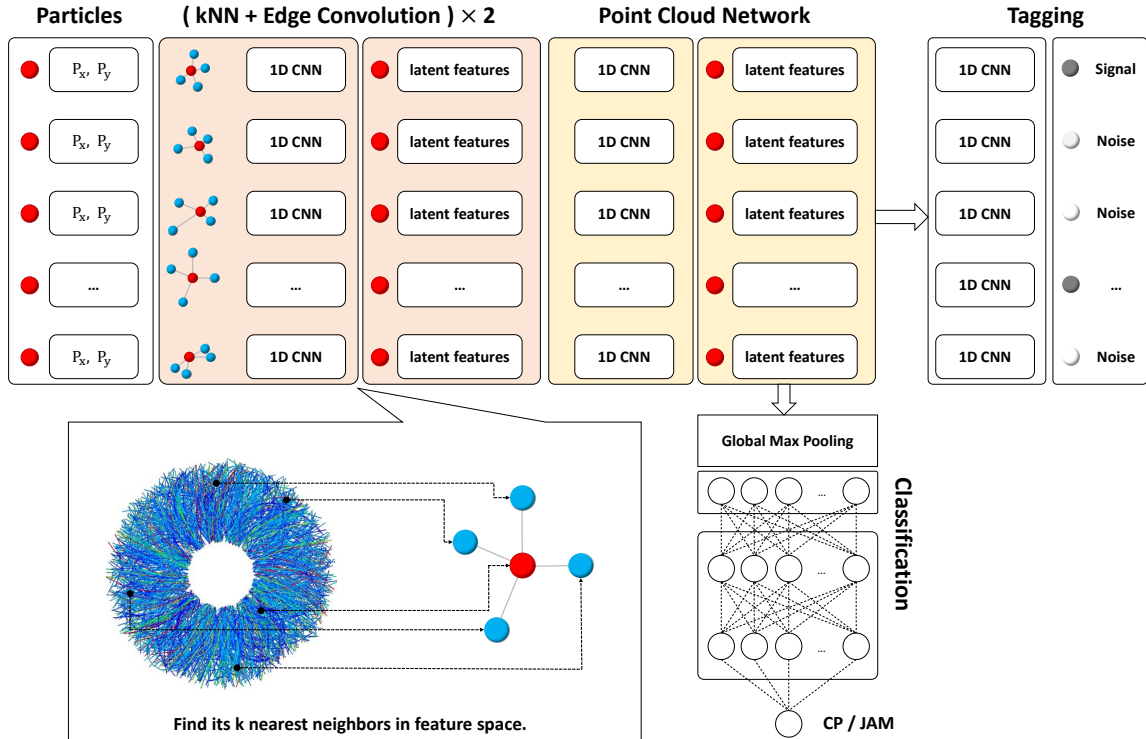 Particles
( kNN + Edge Convolution ) × 2
Point Cloud Network
Tagging
Px, Py 1D CNN latent features 1D CNN latent features 1D CNN Signal
Px, Py 1D CNN latent features 1D CNN latent features 1D CNN Noise
Px, Py 1D CNN latent features 1D CNN latent features 1D CNN Noise
... ... ... ... ... 1D CNN ...
Px, Py 1D CNN latent features 1D CNN latent features 1D CNN Noise
Global Max Pooling
...
...
...
Classification
CP / JAM
Find its k nearest neighbors in feature space.